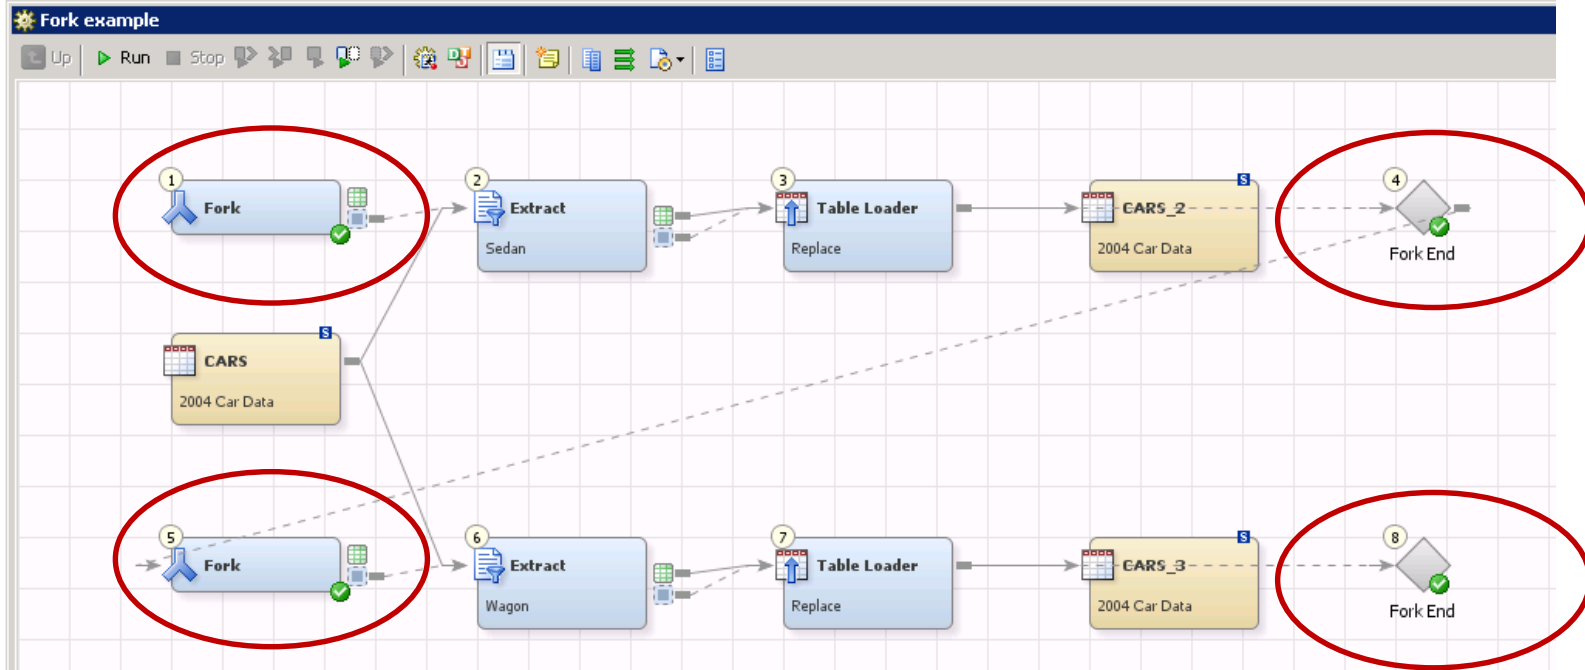 Fork example
Up Run Stop
1
Fork
2
Extract
Sedan
3
Table Loader
Replace
S
CARS_2
2004 Car Data
4
Fork End
S
CARS
2004 Car Data
5
Fork
6
Extract
Wagon
7
Table Loader
Replace
S
CARS_3
2004 Car Data
8
Fork End